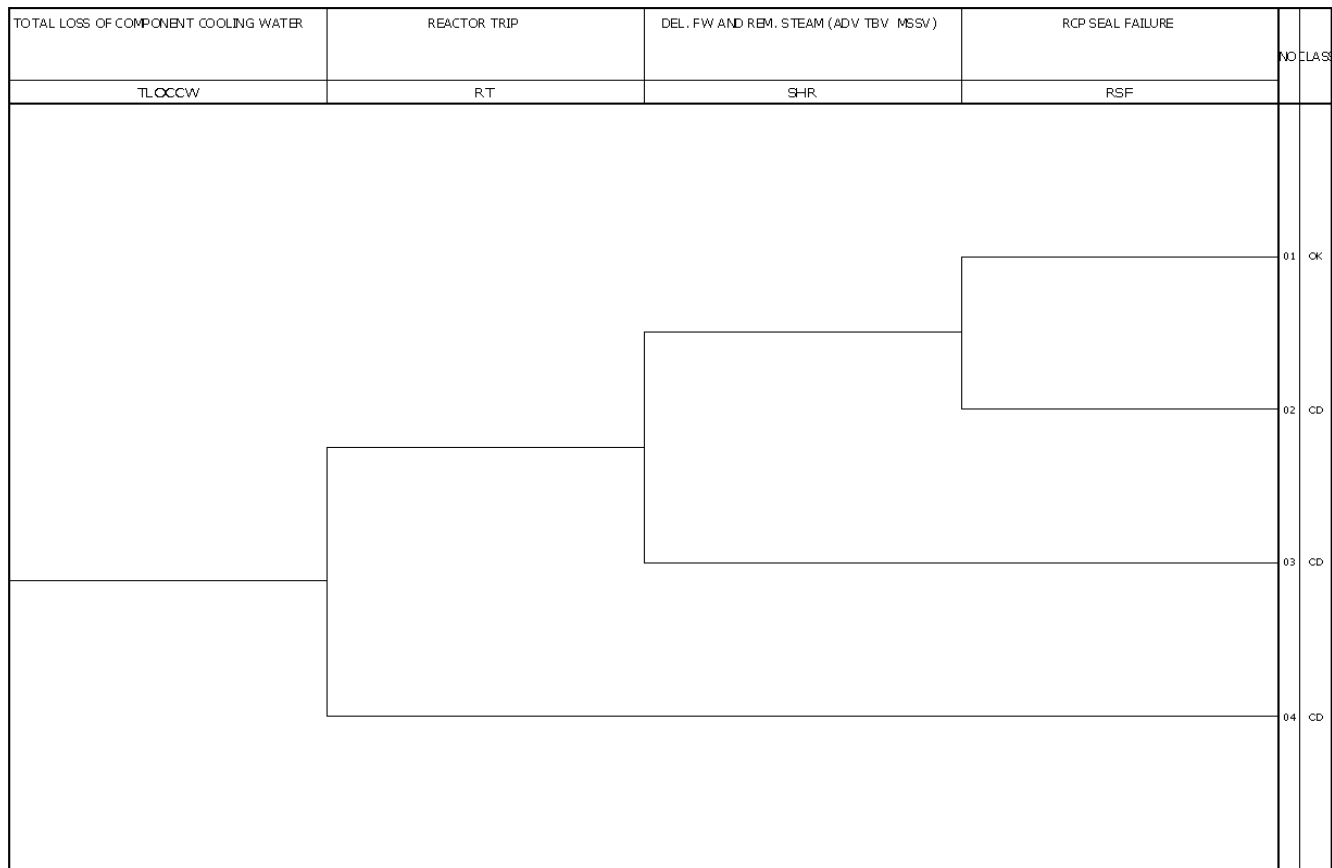 TOTAL LOSS OF COMPONENT COOLING WATER
REACTOR TRIP
DEL. FW AND REM. STEAM (ADV TBV MSSV)
RCP SEAL FAILURE
NO
CLASS
TLOCCW
RT
SHR
RSF
01 OK
02 CD
03 CD
04 CD